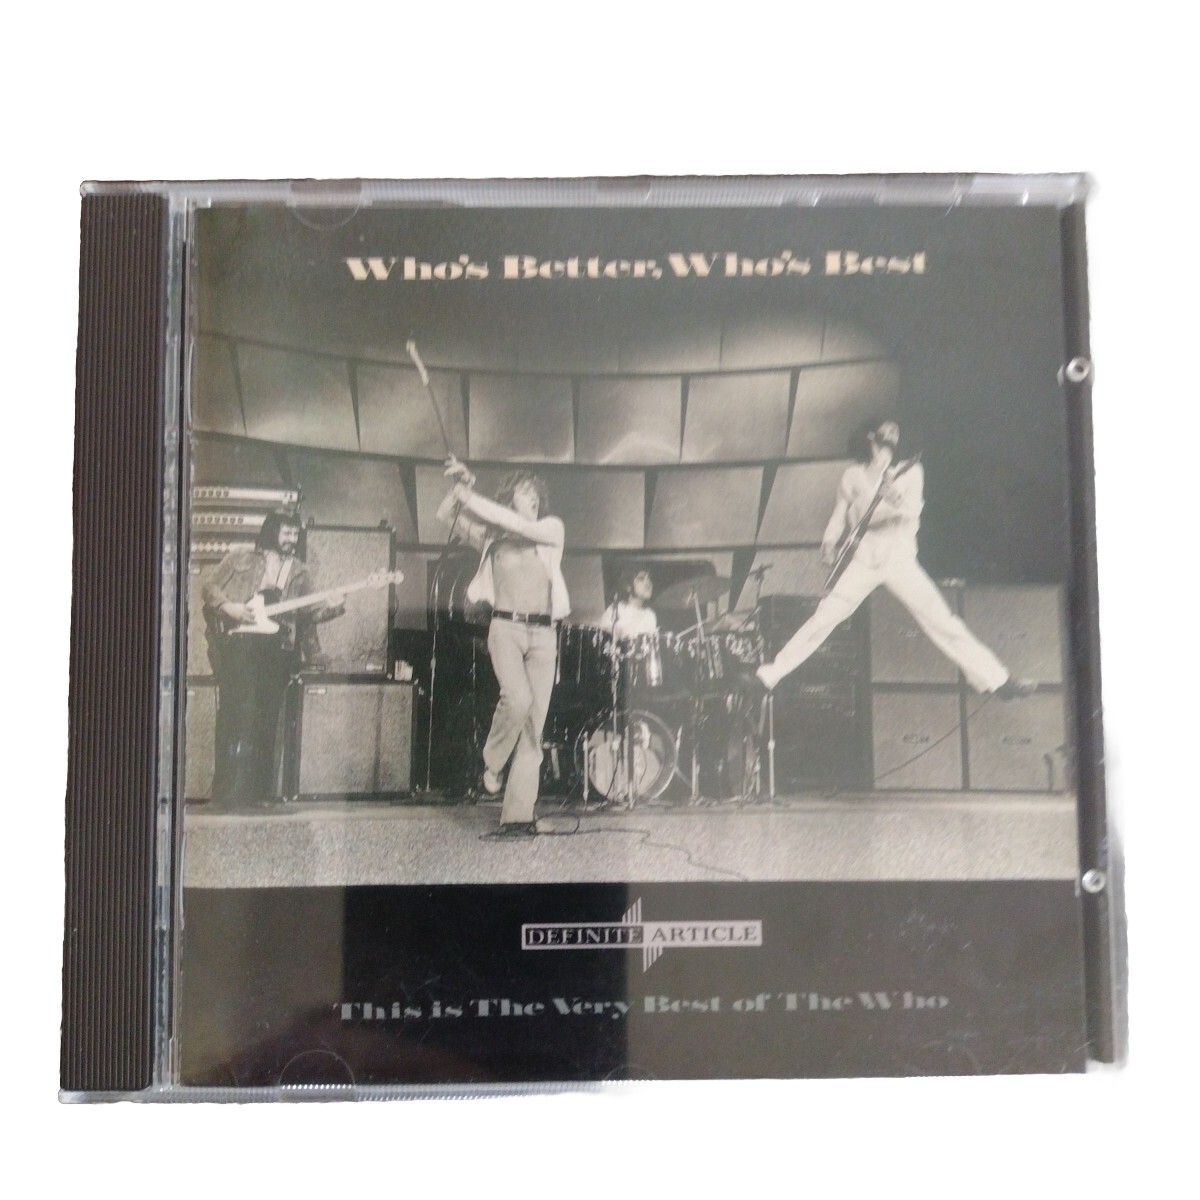 Who's Better, Who's Best
DEFINITE ARTICLE
This is The Very Best of The Who